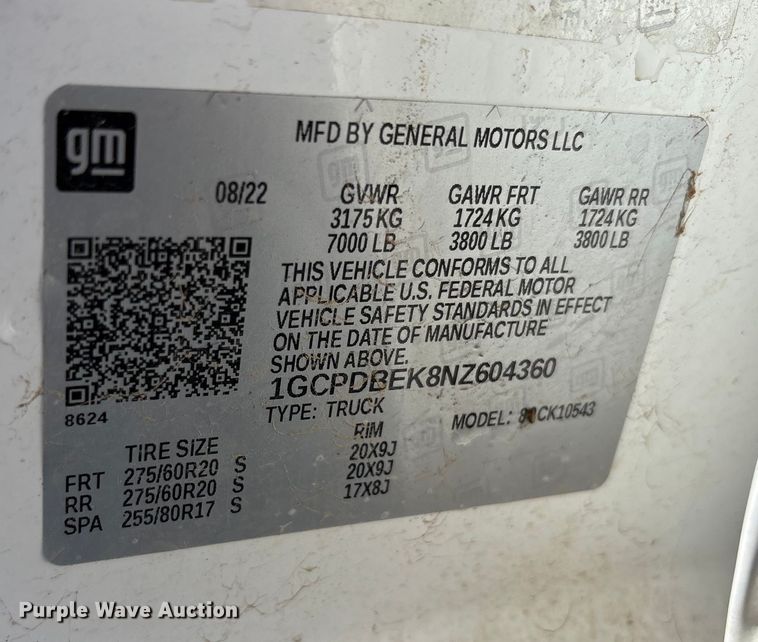 gm
MFD BY GENERAL MOTORS LLC
08/22 GVWR GAWR FRT GAWR RR
3175 KG 1724 KG 1724 KG
7000 LB 3800 LB 3800 LB
THIS VEHICLE CONFORMS TO ALL
APPLICABLE U.S. FEDERAL MOTOR
VEHICLE SAFETY STANDARDS IN EFFECT
ON THE DATE OF MANUFACTURE
SHOWN ABOVE.
1GCPDBEK8NZ604360
8624
TYPE: TRUCK MODEL:
TIRE SIZE RIM
FRT 275/60R20 S 20X9J
RR 275/60R20 S 20X9J
SPA 255/80R17 S 17X8J
Purple Wave Auction